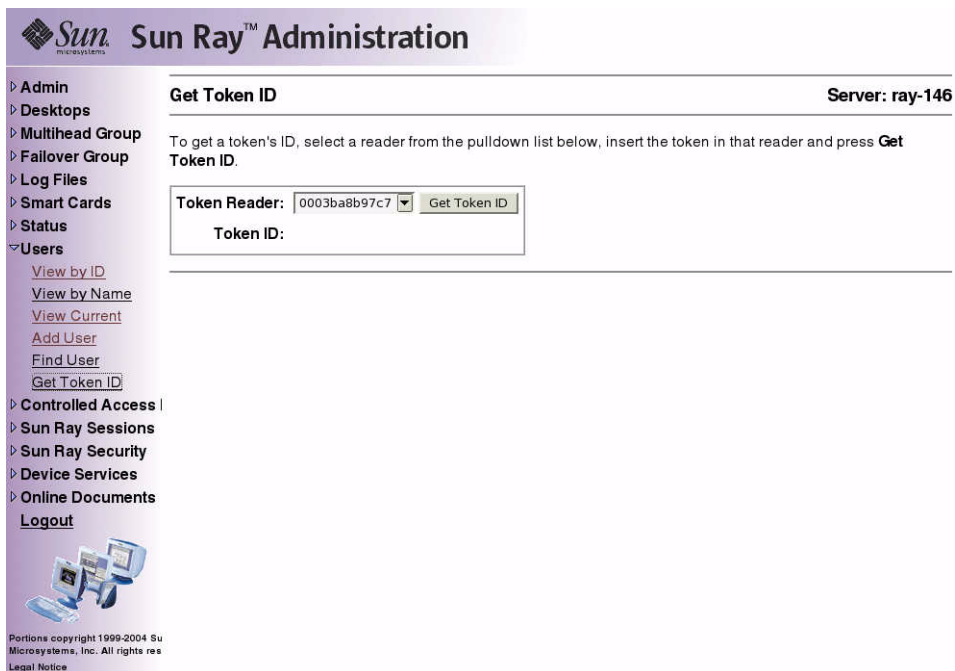 Sun microsystems Sun Ray™ Administration
Admin
Desktops
Multihead Group
Failover Group
Log Files
Smart Cards
Status
Users
View by ID
View by Name
View Current
Add User
Find User
Get Token ID
Controlled Access
Sun Ray Sessions
Sun Ray Security
Device Services
Online Documents
Logout
Portions copyright 1999-2004 Su
Microsystems, Inc. All rights res
Legal Notice
Get Token ID Server: ray-146
To get a token's ID, select a reader from the pulldown list below, insert the token in that reader and press Get
Token ID.
Token Reader: 0003ba8b97c7 Get Token ID
Token ID: